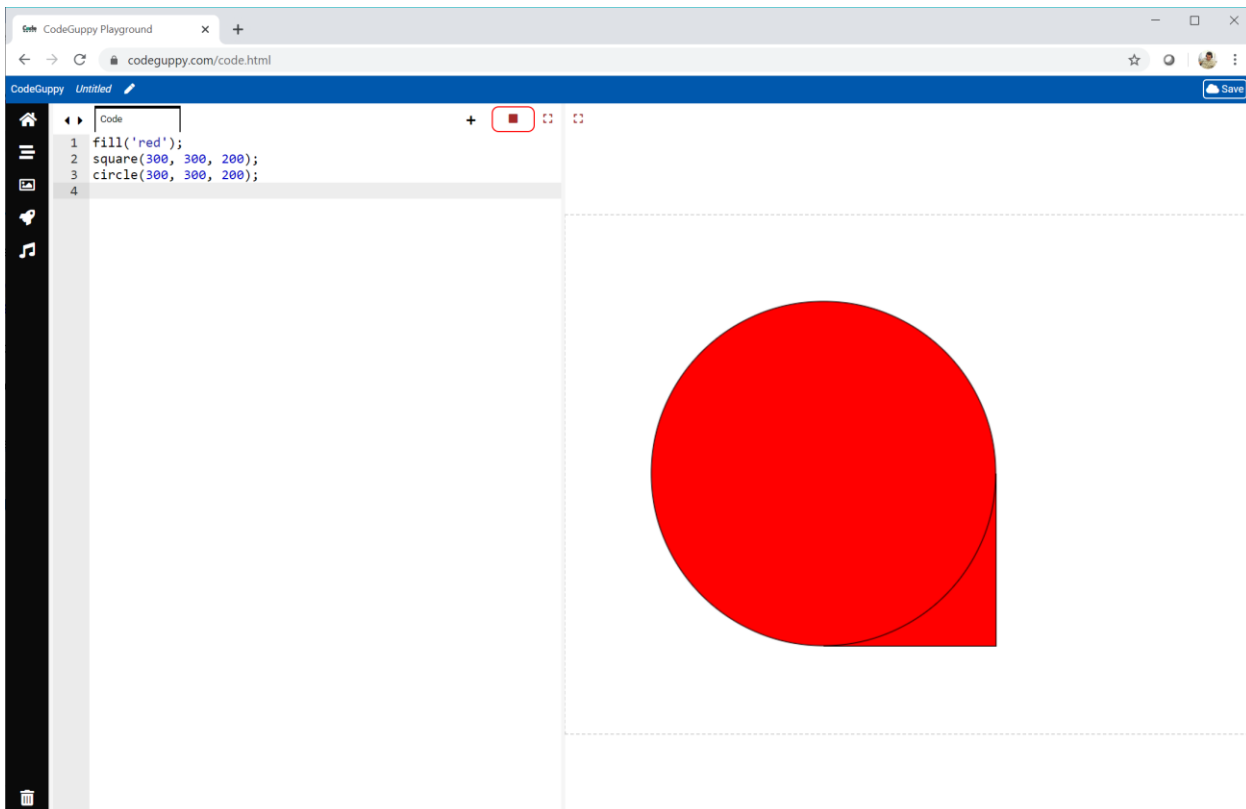 Code CodeGuppy Playground
codeguppy.com/code.html
CodeGuppy Untitled Save
Code
1 fill('red');
2 square(300, 300, 200);
3 circle(300, 300, 200);
4